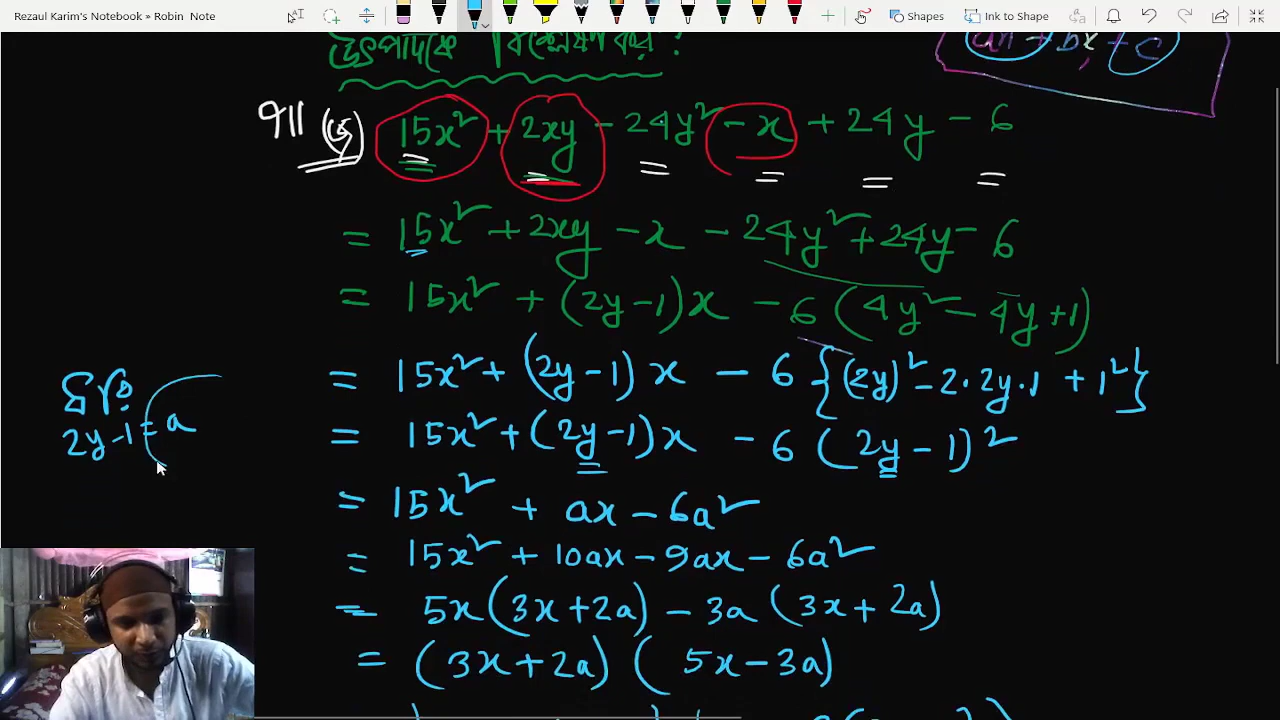 Rezaul Karim's Notebook » Robin Note
Shapes
Ink to Shape
উৎপাদকে বিশ্লেষণ কর :
ax + bx + c
15x² + 2xy - 24y² - x + 24y - 6
= 15x² + 2xy - x - 24y² + 24y - 6
= 15x² + (2y-1)x - 6(4y² - 4y + 1)
= 15x² + (2y-1)x - 6{(2y)² - 2·2y·1 + 1²}
ধরি
2y-1 = a
= 15x² + (2y-1)x - 6(2y-1)²
= 15x² + ax - 6a²
= 15x² + 10ax - 9ax - 6a²
= 5x(3x+2a) - 3a(3x+2a)
= (3x+2a)(5x-3a)